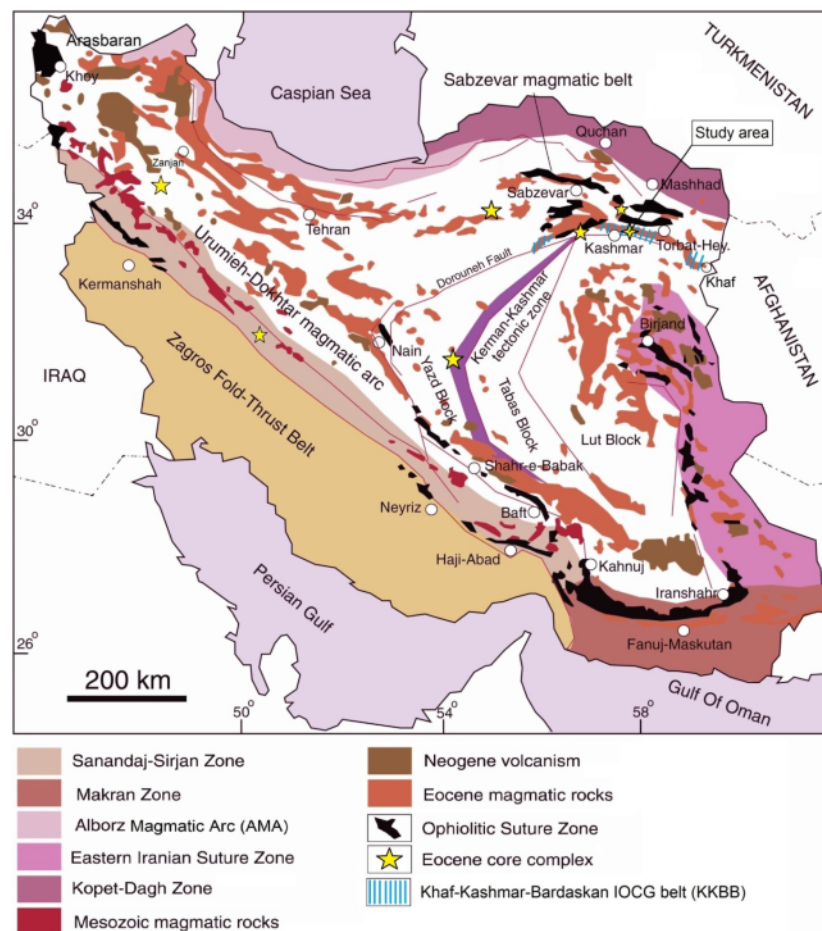 Arasbaran
Khoy
Caspian Sea
TURKMENISTAN
Sabzevar magmatic belt
Quchan
Study area
Zanjan
Sabzevar
Mashhad
34°
Tehran
Kashmar
Torbat-Hey.
Urumieh-Dokhtar magmatic arc
Dorouneh Fault
Khaf
Kermanshah
Kerman-Kashmar
tectonic zone
AFGHANISTAN
Birjand
Nain
IRAQ
Zagros Fold-Thrust Belt
Yazd Block
Tabas Block
Lut Block
30°
Shahr-e-Babak
Neyriz
Baft
Haji-Abad
Kahnuj
Iranshahr
Persian Gulf
26°
Fanuj-Maskutan
200 km
Gulf Of Oman
50°
54°
58°
Sanandaj-Sirjan Zone
Makran Zone
Alborz Magmatic Arc (AMA)
Eastern Iranian Suture Zone
Kopet-Dagh Zone
Mesozoic magmatic rocks
Neogene volcanism
Eocene magmatic rocks
Ophiolitic Suture Zone
Eocene core complex
Khaf-Kashmar-Bardaskan IOCG belt (KKBB)